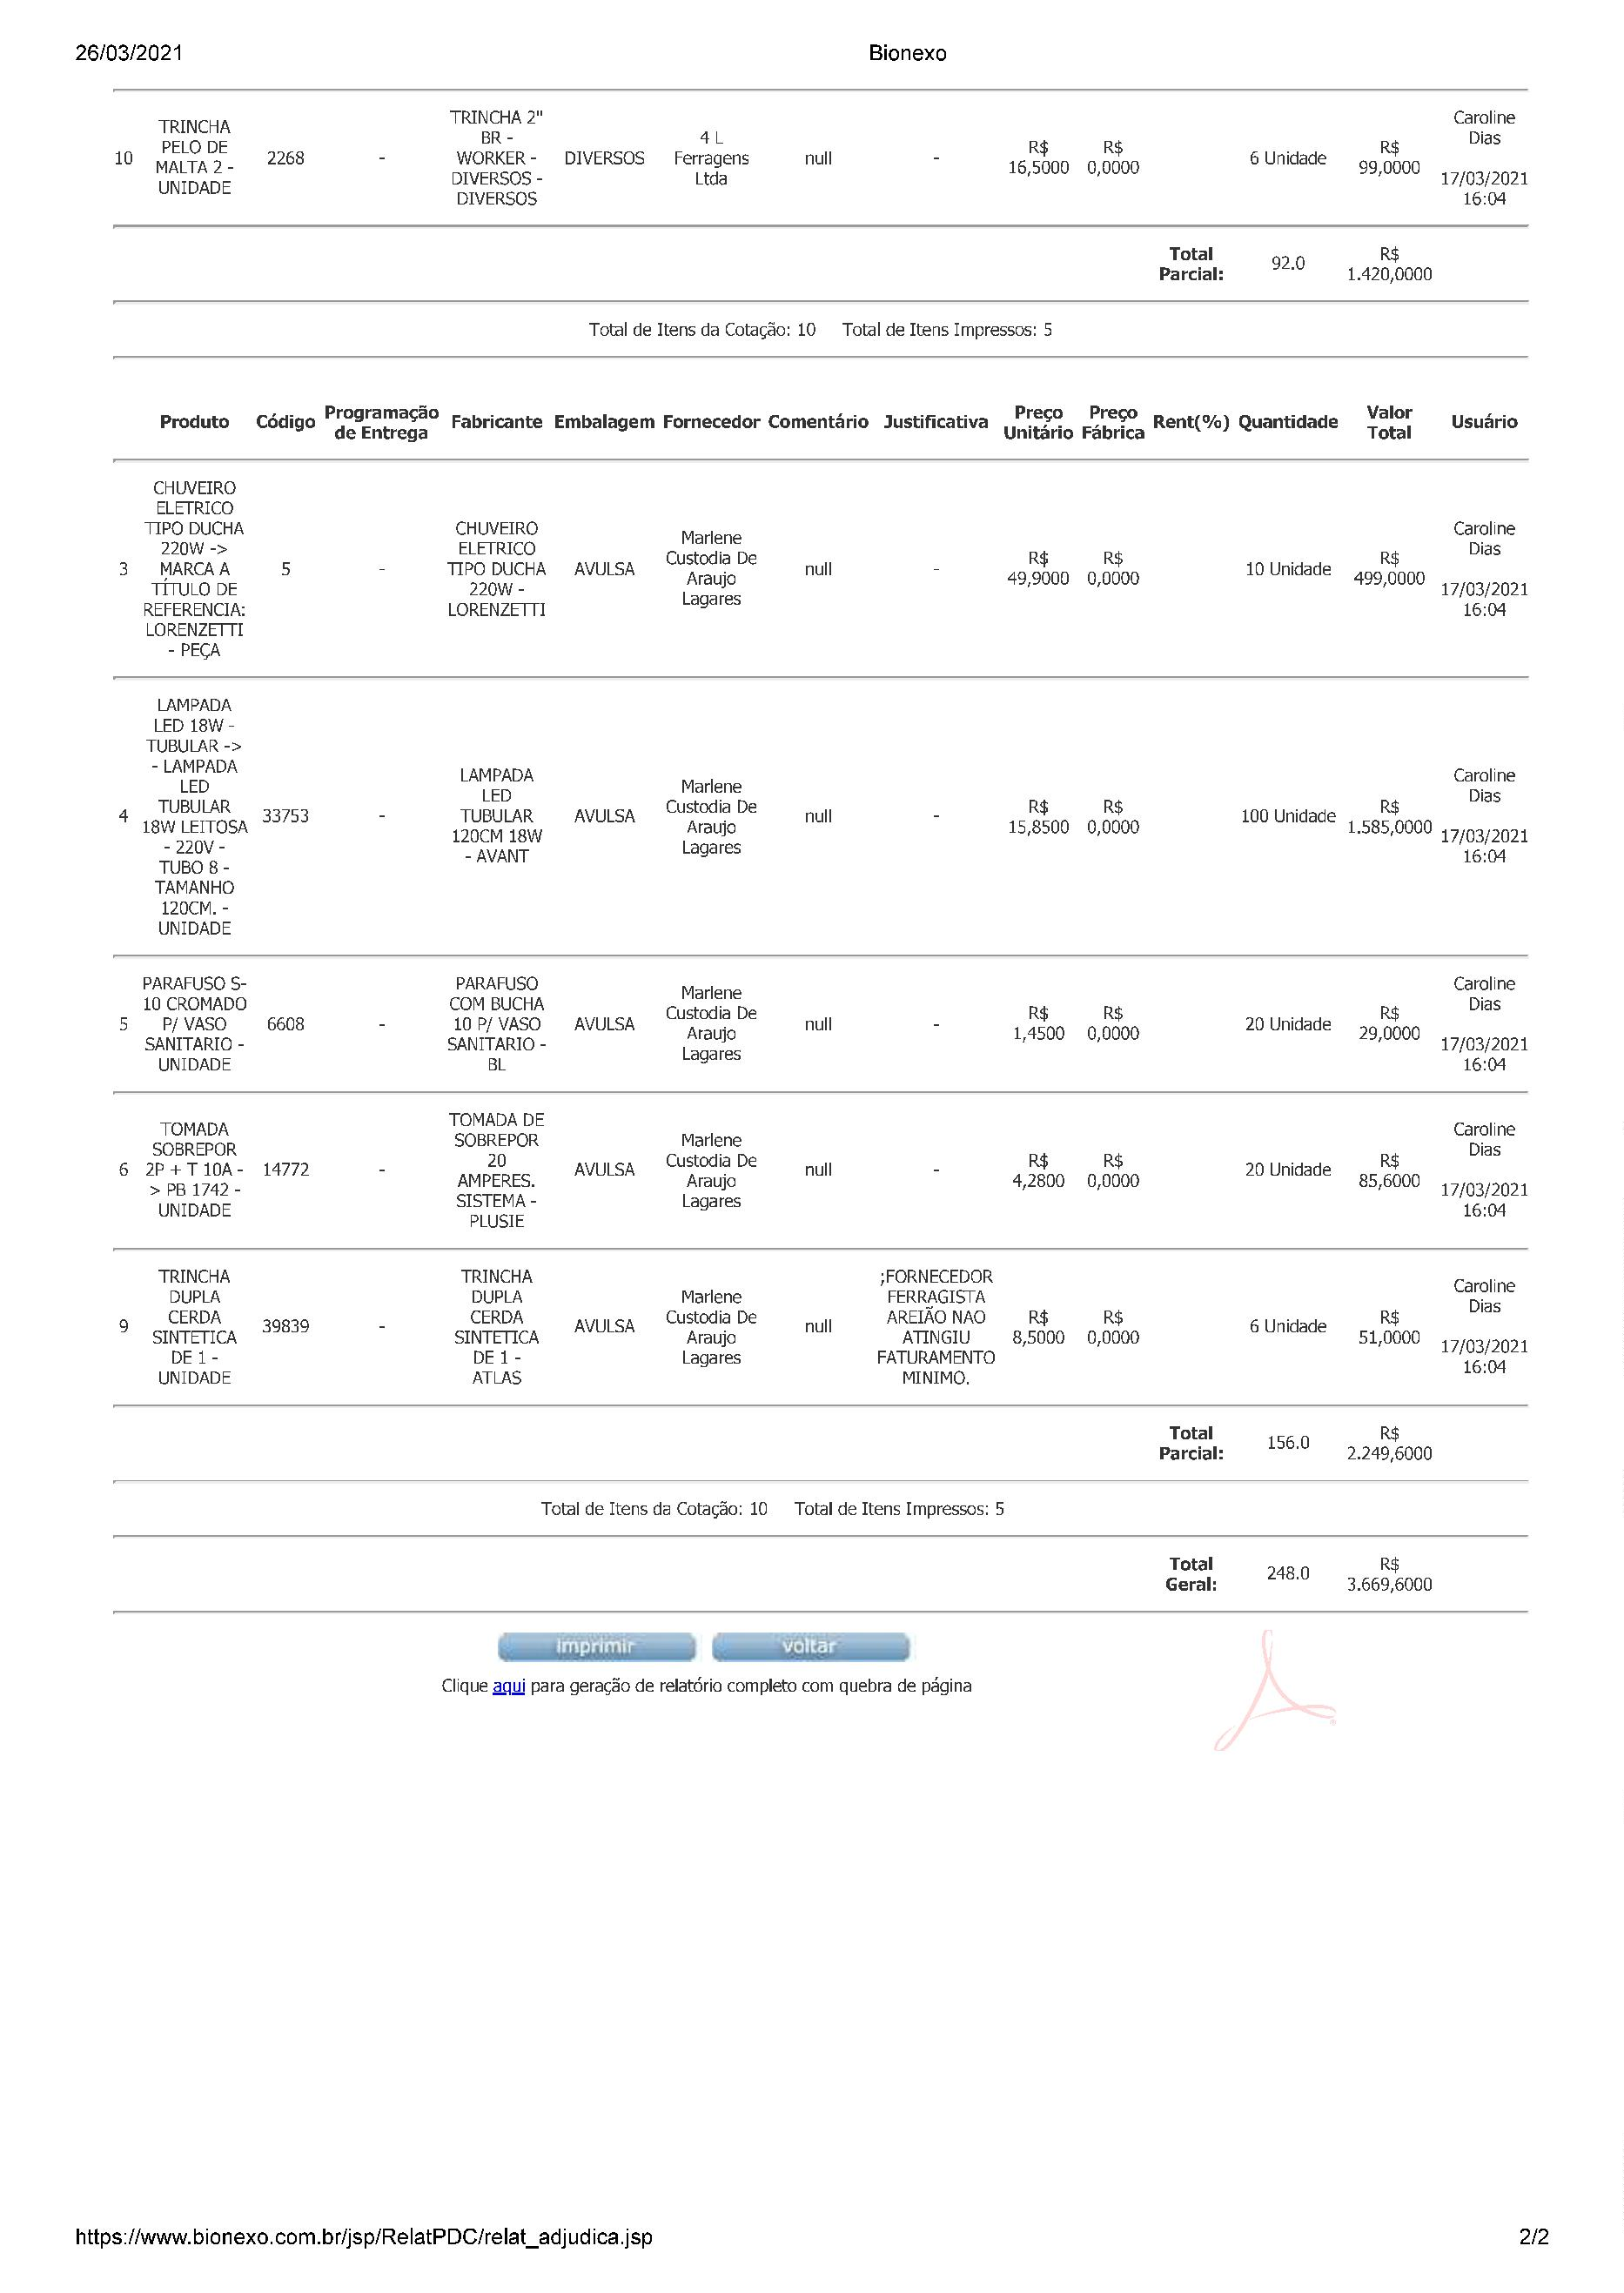 26/03/2021 Bionexo
10 TRINCHA PELO DE MALTA 2 - UNIDADE 2268 - TRINCHA 2" BR - WORKER - DIVERSOS - DIVERSOS DIVERSOS 4 L Ferragens Ltda null - R$ 16,5000 R$ 0,0000 6 Unidade R$ 99,0000 Caroline Dias 17/03/2021 16:04
Total Parcial: 92.0 R$ 1.420,0000
Total de Itens da Cotação: 10 Total de Itens Impressos: 5
Produto Código Programação de Entrega Fabricante Embalagem Fornecedor Comentário Justificativa Preço Unitário Preço Fábrica Rent(%) Quantidade Valor Total Usuário
3 CHUVEIRO ELETRICO TIPO DUCHA 220W -> MARCA A TÍTULO DE REFERENCIA: LORENZETTI - PEÇA 5 - CHUVEIRO ELETRICO TIPO DUCHA 220W - LORENZETTI AVULSA Marlene Custodia De Araujo Lagares null - R$ 49,9000 R$ 0,0000 10 Unidade R$ 499,0000 Caroline Dias 17/03/2021 16:04
4 LAMPADA LED 18W - TUBULAR -> - LAMPADA LED TUBULAR 18W LEITOSA - 220V - TUBO 8 - TAMANHO 120CM. - UNIDADE 33753 - LAMPADA LED TUBULAR 120CM 18W - AVANT AVULSA Marlene Custodia De Araujo Lagares null - R$ 15,8500 R$ 0,0000 100 Unidade R$ 1.585,0000 Caroline Dias 17/03/2021 16:04
5 PARAFUSO S-10 CROMADO P/ VASO SANITARIO - UNIDADE 6608 - PARAFUSO COM BUCHA 10 P/ VASO SANITARIO - BL AVULSA Marlene Custodia De Araujo Lagares null - R$ 1,4500 R$ 0,0000 20 Unidade R$ 29,0000 Caroline Dias 17/03/2021 16:04
6 TOMADA SOBREPOR 2P + T 10A -> PB 1742 - UNIDADE 14772 - TOMADA DE SOBREPOR 20 AMPERES. SISTEMA - PLUSIE AVULSA Marlene Custodia De Araujo Lagares null - R$ 4,2800 R$ 0,0000 20 Unidade R$ 85,6000 Caroline Dias 17/03/2021 16:04
9 TRINCHA DUPLA CERDA SINTETICA DE 1 - UNIDADE 39839 - TRINCHA DUPLA CERDA SINTETICA DE 1 - ATLAS AVULSA Marlene Custodia De Araujo Lagares null ;FORNECEDOR FERRAGISTA AREIÃO NAO ATINGIU FATURAMENTO MINIMO. R$ 8,5000 R$ 0,0000 6 Unidade R$ 51,0000 Caroline Dias 17/03/2021 16:04
Total Parcial: 156.0 R$ 2.249,6000
Total de Itens da Cotação: 10 Total de Itens Impressos: 5
Total Geral: 248.0 R$ 3.669,6000
imprimir voltar
Clique aqui para geração de relatório completo com quebra de página
https://www.bionexo.com.br/jsp/RelatPDC/relat_adjudica.jsp 2/2